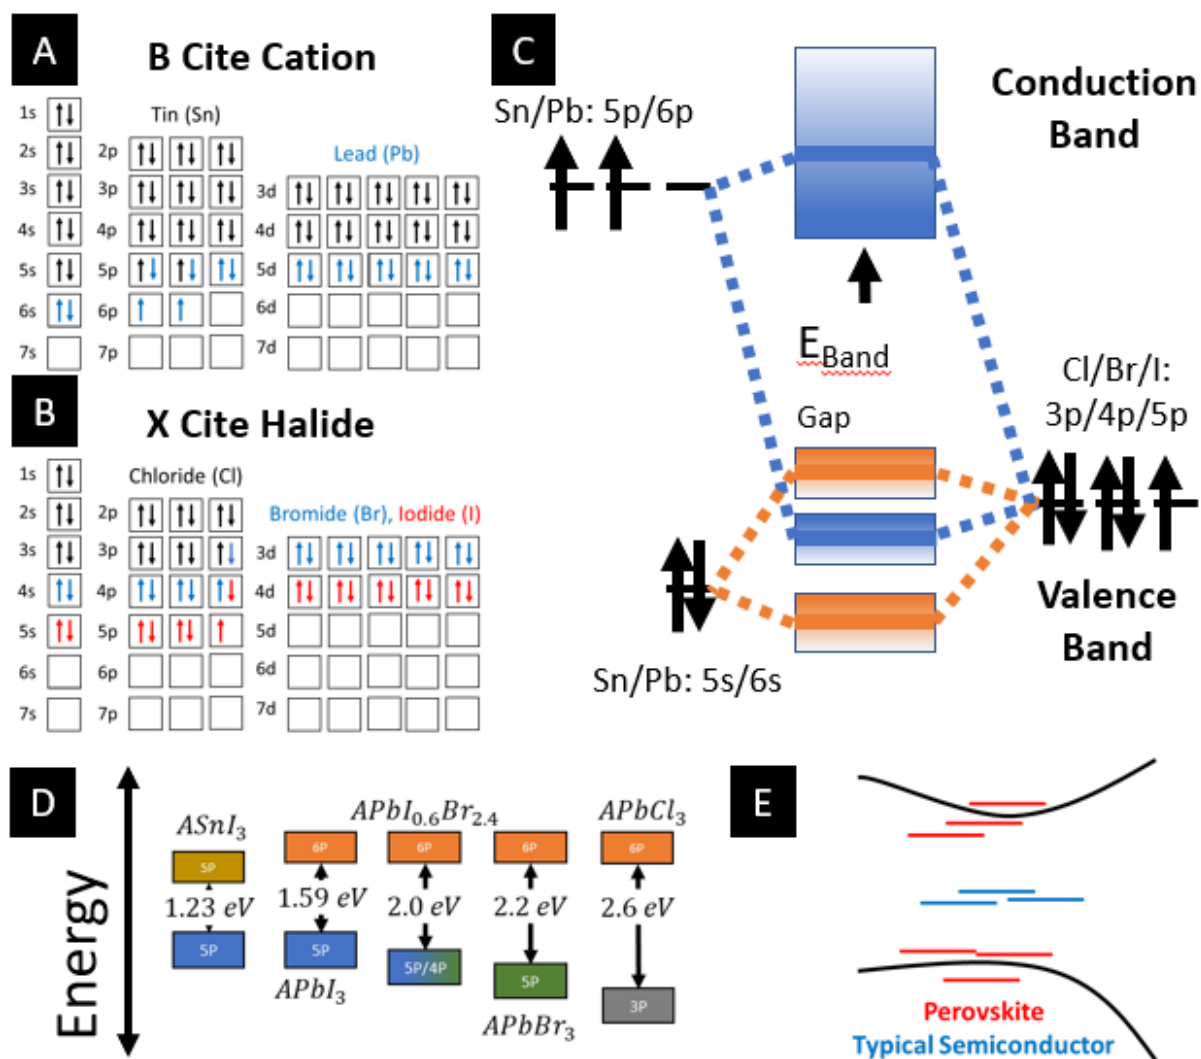 A
B Cite Cation
Tin (Sn)
Lead (Pb)
1s
2s
2p
3s
3p
3d
4s
4p
4d
5s
5p
5d
6s
6p
6d
7s
7p
7d
B
X Cite Halide
Chloride (Cl)
Bromide (Br), Iodide (I)
1s
2s
2p
3s
3p
3d
4s
4p
4d
5s
5p
5d
6s
6p
6d
7s
7p
7d
C
Sn/Pb: 5p/6p
Conduction
Band
E_Band
Gap
Cl/Br/I:
3p/4p/5p
Valence
Band
Sn/Pb: 5s/6s
D
Energy
ASnI₃
5P
1.23 eV
5P
6P
1.59 eV
5P
APbI₃
APbI₀.₆Br₂.₄
6P
2.0 eV
5P/4P
6P
2.2 eV
5P
APbBr₃
APbCl₃
6P
2.6 eV
3P
E
Perovskite
Typical Semiconductor